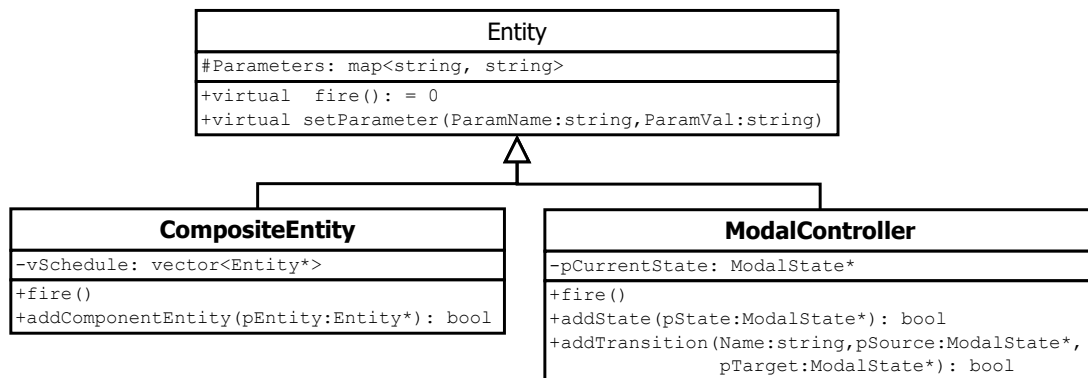 Entity
#Parameters: map<string, string>
+virtual  fire(): = 0
+virtual setParameter(ParamName:string,ParamVal:string)
CompositeEntity
-vSchedule: vector<Entity*>
+fire()
+addComponentEntity(pEntity:Entity*): bool
ModalController
-pCurrentState: ModalState*
+fire()
+addState(pState:ModalState*): bool
+addTransition(Name:string,pSource:ModalState*,
pTarget:ModalState*): bool